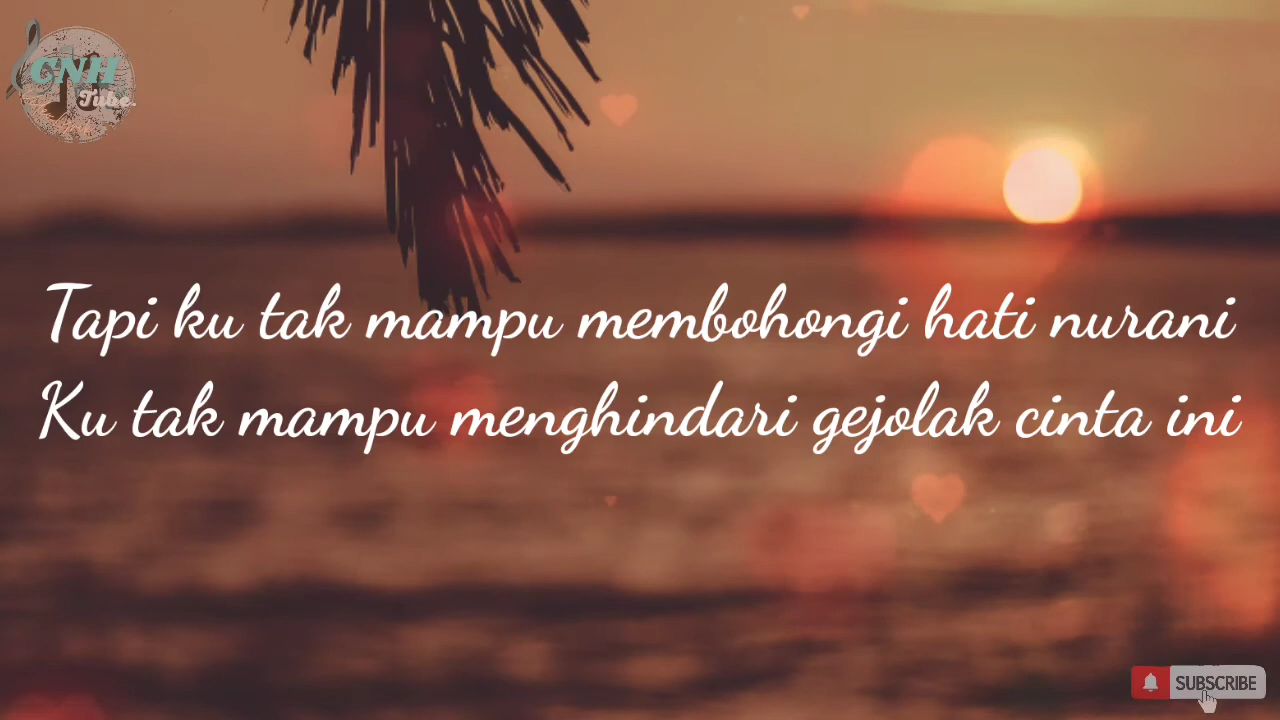 CNH
Tube.
Tapi ku tak mampu membohongi hati nurani
Ku tak mampu menghindari gejolak cinta ini
SUBSCRIBE